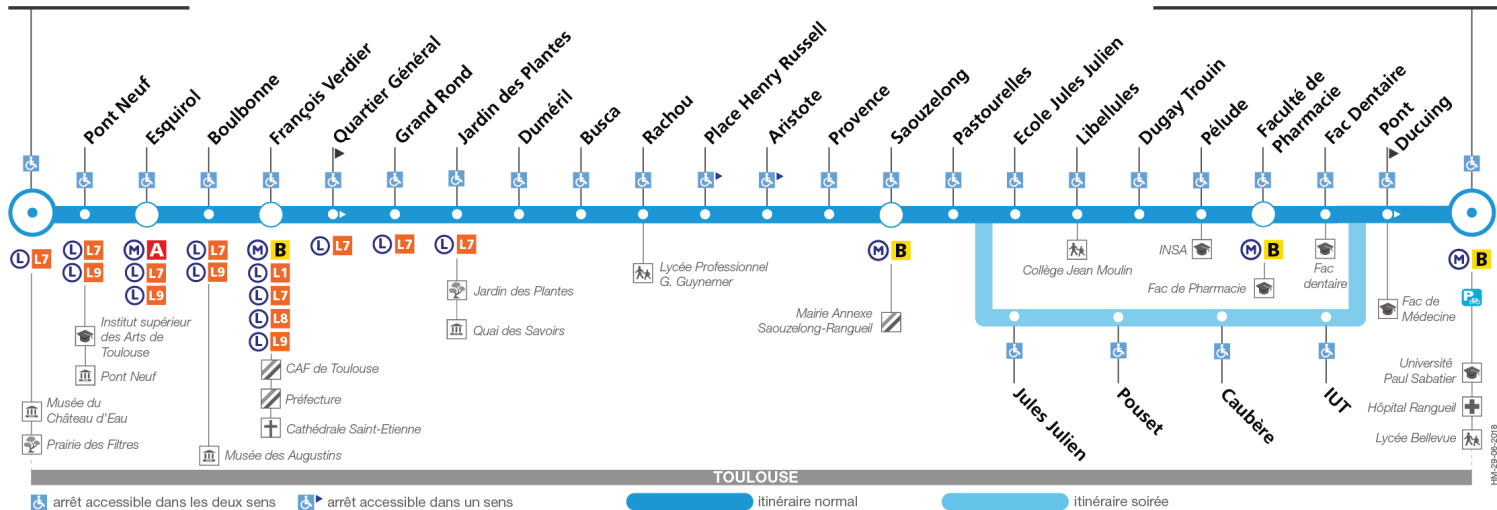 Pont Neuf
Esquirol
Boulbonne
François Verdier
Quartier Général
Grand Rond
Jardin des Plantes
Duméril
Busca
Rachou
Place Henry Russell
Aristote
Provence
Saouzelong
Pastourelles
Ecole Jules Julien
Libellules
Dugay Trouin
Pélude
Faculté de
Pharmacie
Fac Dentaire
Pont
Ducuing
L L7
Musée du
Château d'Eau
Prairie des Filtres
L L7
L L9
Institut supérieur
des Arts de
Toulouse
Pont Neuf
M A
L L7
L L9
L L7
L L9
Musée des Augustins
M B
L L1
L L7
L L8
L L9
CAF de Toulouse
Préfecture
Cathédrale Saint-Etienne
L L7
L L7
L L7
Jardin des Plantes
Quai des Savoirs
Lycée Professionnel
G. Guynemer
M B
Mairie Annexe
Saouzelong-Rangueil
Collège Jean Moulin
INSA
M B
Fac de Pharmacie
Fac
dentaire
Fac de
Médecine
M B
P
Université
Paul Sabatier
Hôpital Rangueil
Lycée Bellevue
Jules Julien
Pouset
Caubère
IUT
HM-29-06-2018
TOULOUSE
arrêt accessible dans les deux sens
arrêt accessible dans un sens
itinéraire normal
itinéraire soirée